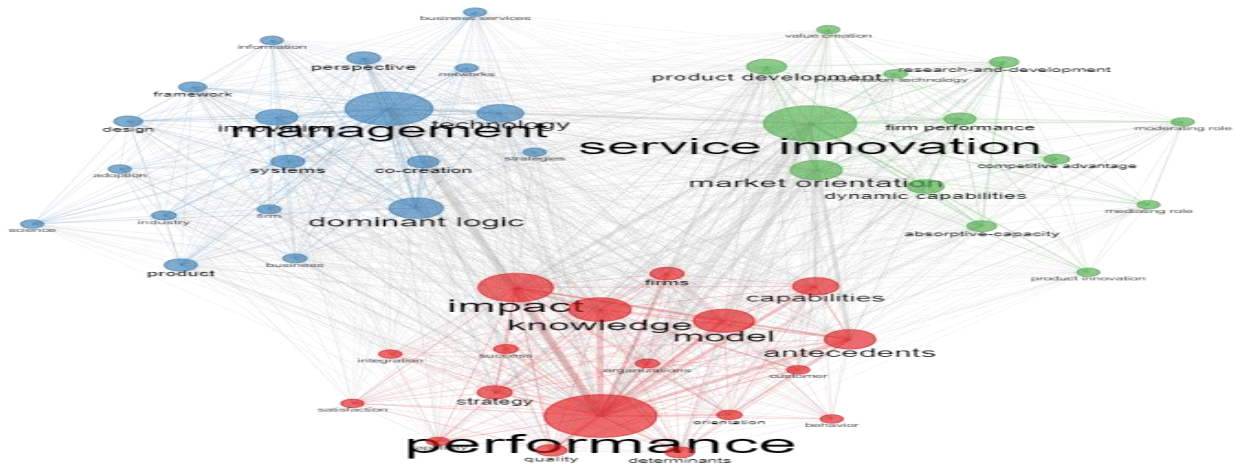 business services
value creation
information
perspective
networks
product development
research-and-development
technology
framework
design
innovation
management
technology
service innovation
firm performance
moderating role
strategies
adoption
systems
co-creation
competitive advantage
market orientation
dynamic capabilities
mediating role
industry
firm
dominant logic
science
absorptive-capacity
product
business
product innovation
firms
impact
capabilities
knowledge
model
antecedents
integration
success
organizations
customer
satisfaction
strategy
orientation
behavior
performance
quality
determinants